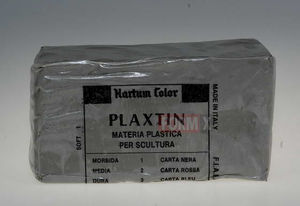 Hartum Color
PLAXTIN
MATERIA PLASTICA
PER SCULTURA
MORBIDA 1 CARTA NERA
MEDIA 2 CARTA ROSSA
DURA 3 CARTA BLEU
SOFT 1
MADE IN ITALY
F.I.A.